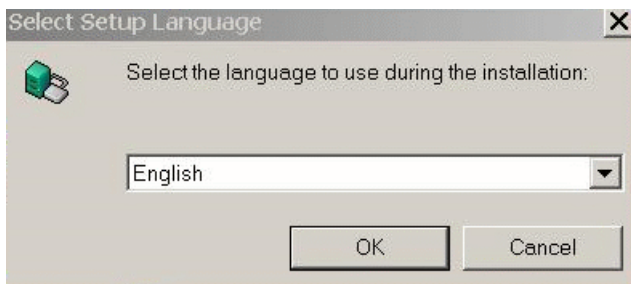 Select Setup Language
Select the language to use during the installation:
English
OK
Cancel